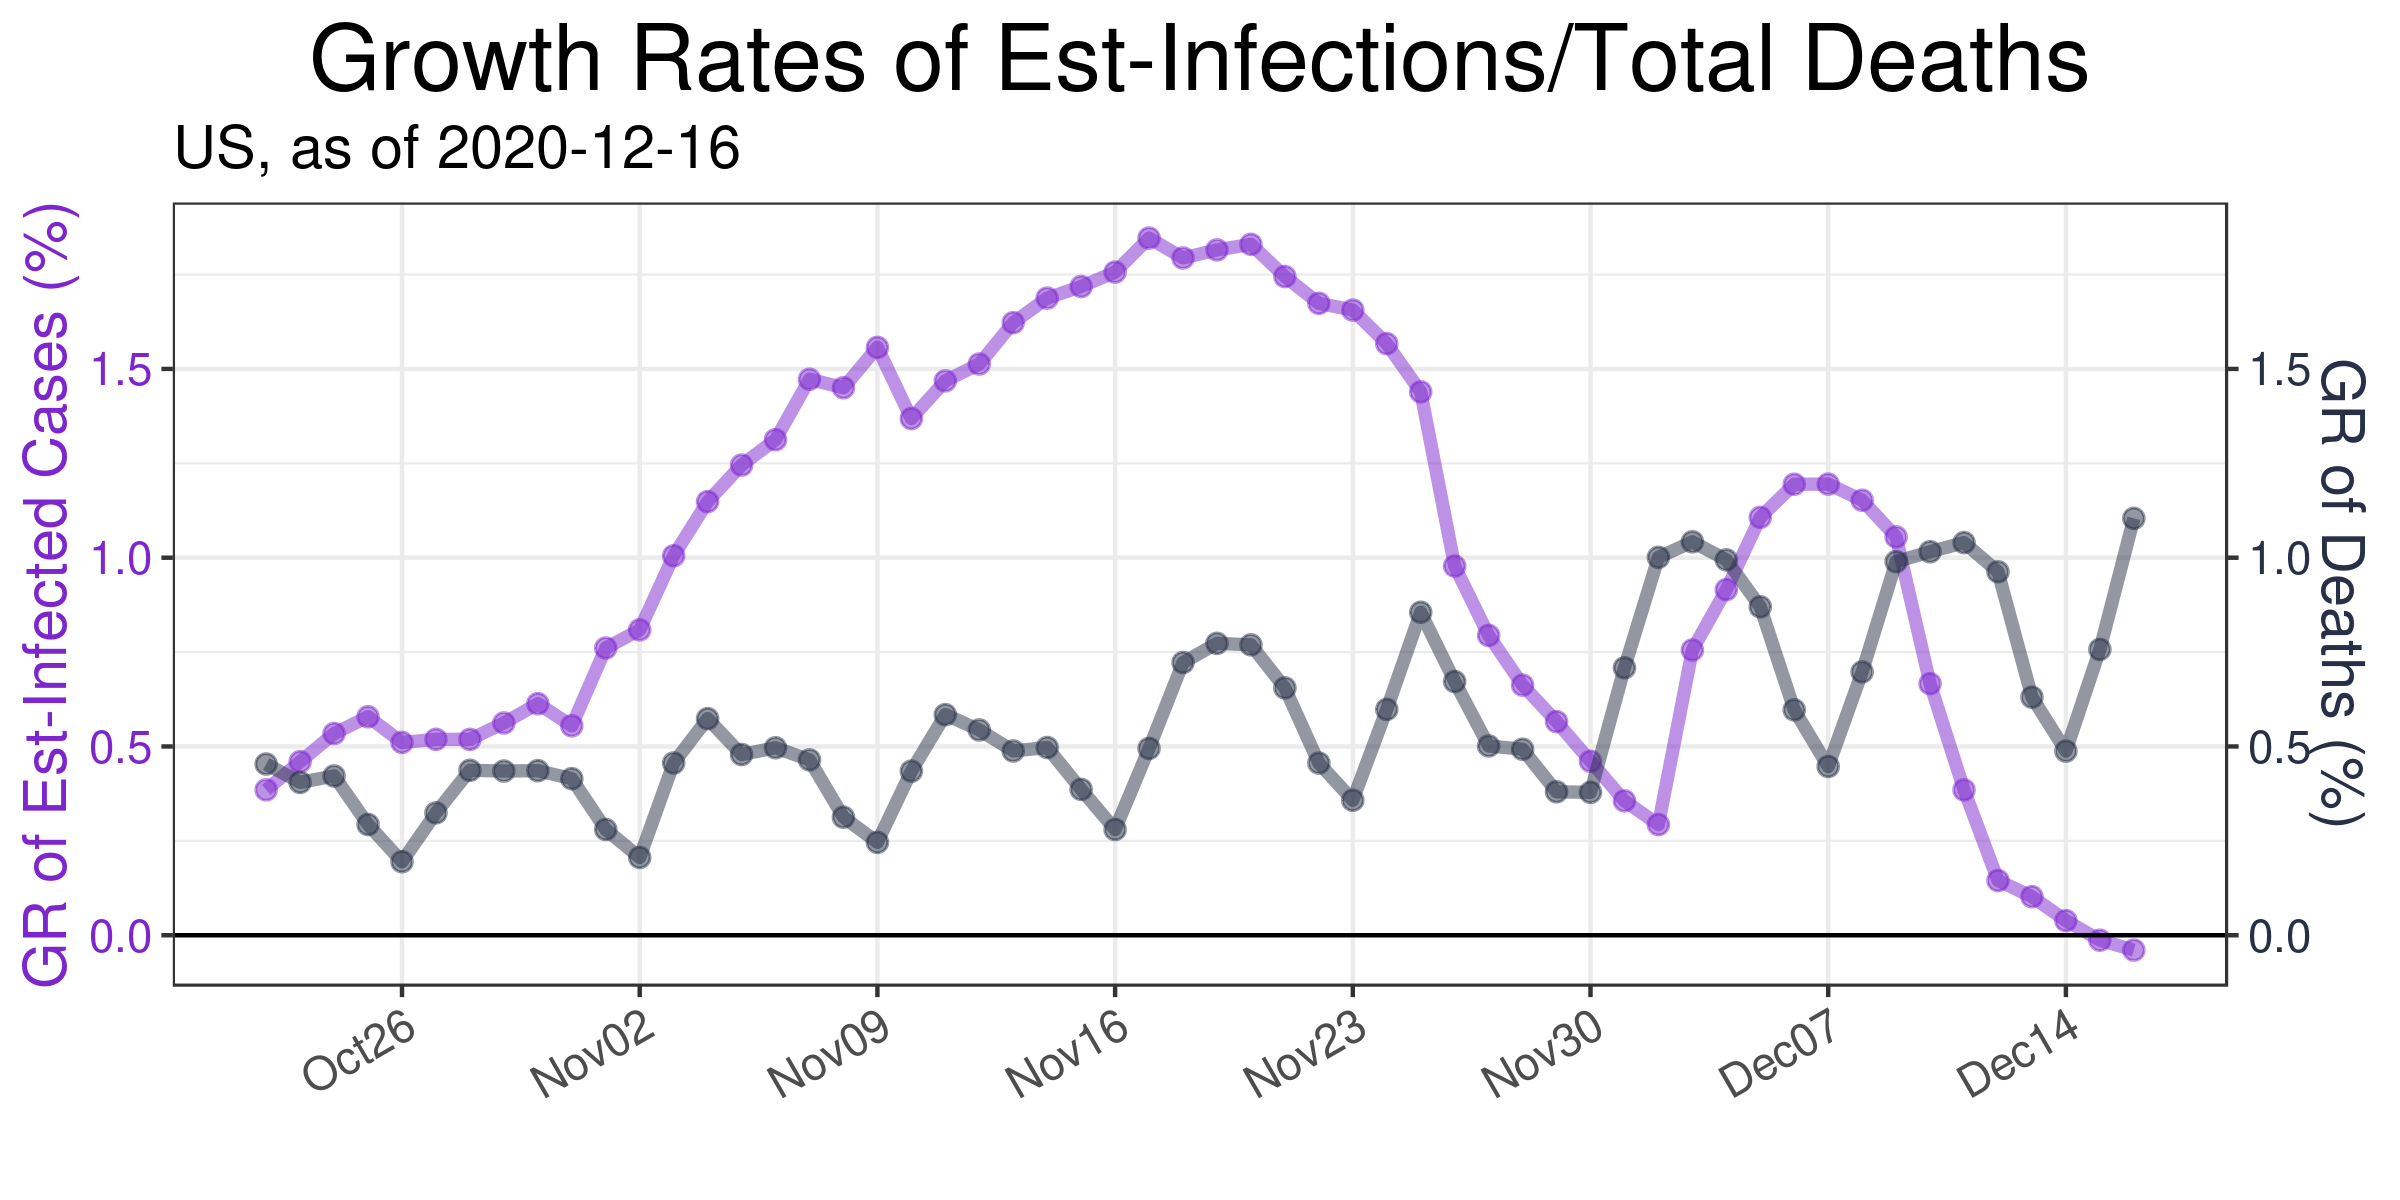 Growth Rates of Est-Infections/Total Deaths
US, as of 2020-12-16
GR of Est-Infected Cases (%)
1.5
1.0
0.5
0.0
1.5
1.0
0.5
0.0
GR of Deaths (%)
Oct26
Nov02
Nov09
Nov16
Nov23
Nov30
Dec07
Dec14